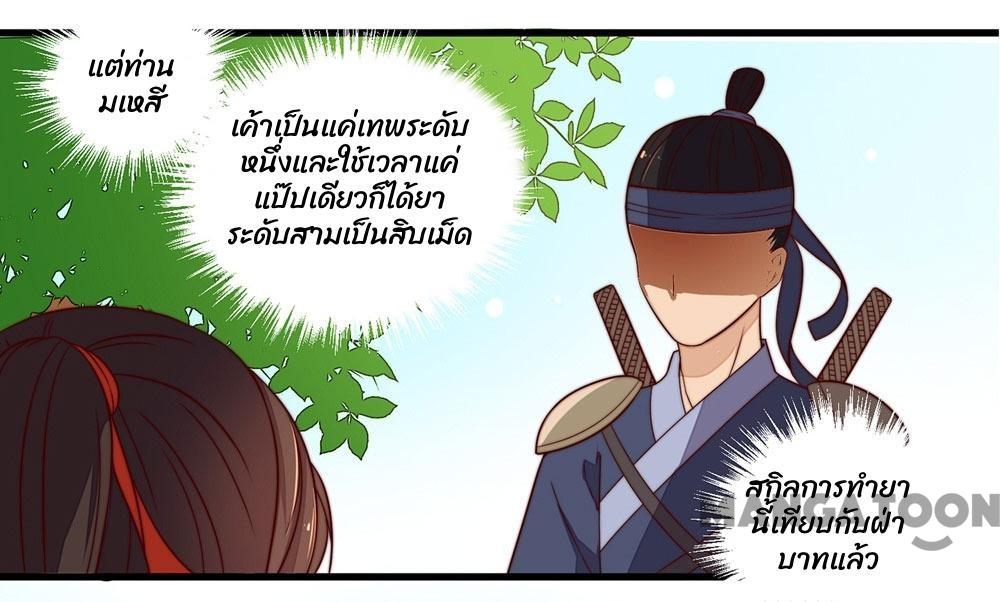 แต่ท่าน
มเหสี
เค้าเป็นแค่เทพระดับ
หนึ่งและใช้เวลาแค่
แป๊ปเดียวก็ได้ยา
ระดับสามเป็นสิบเม็ด
สกิลการทำยา
นี้เทียบกับฝ่า
บาทแล้ว
MANGATOON